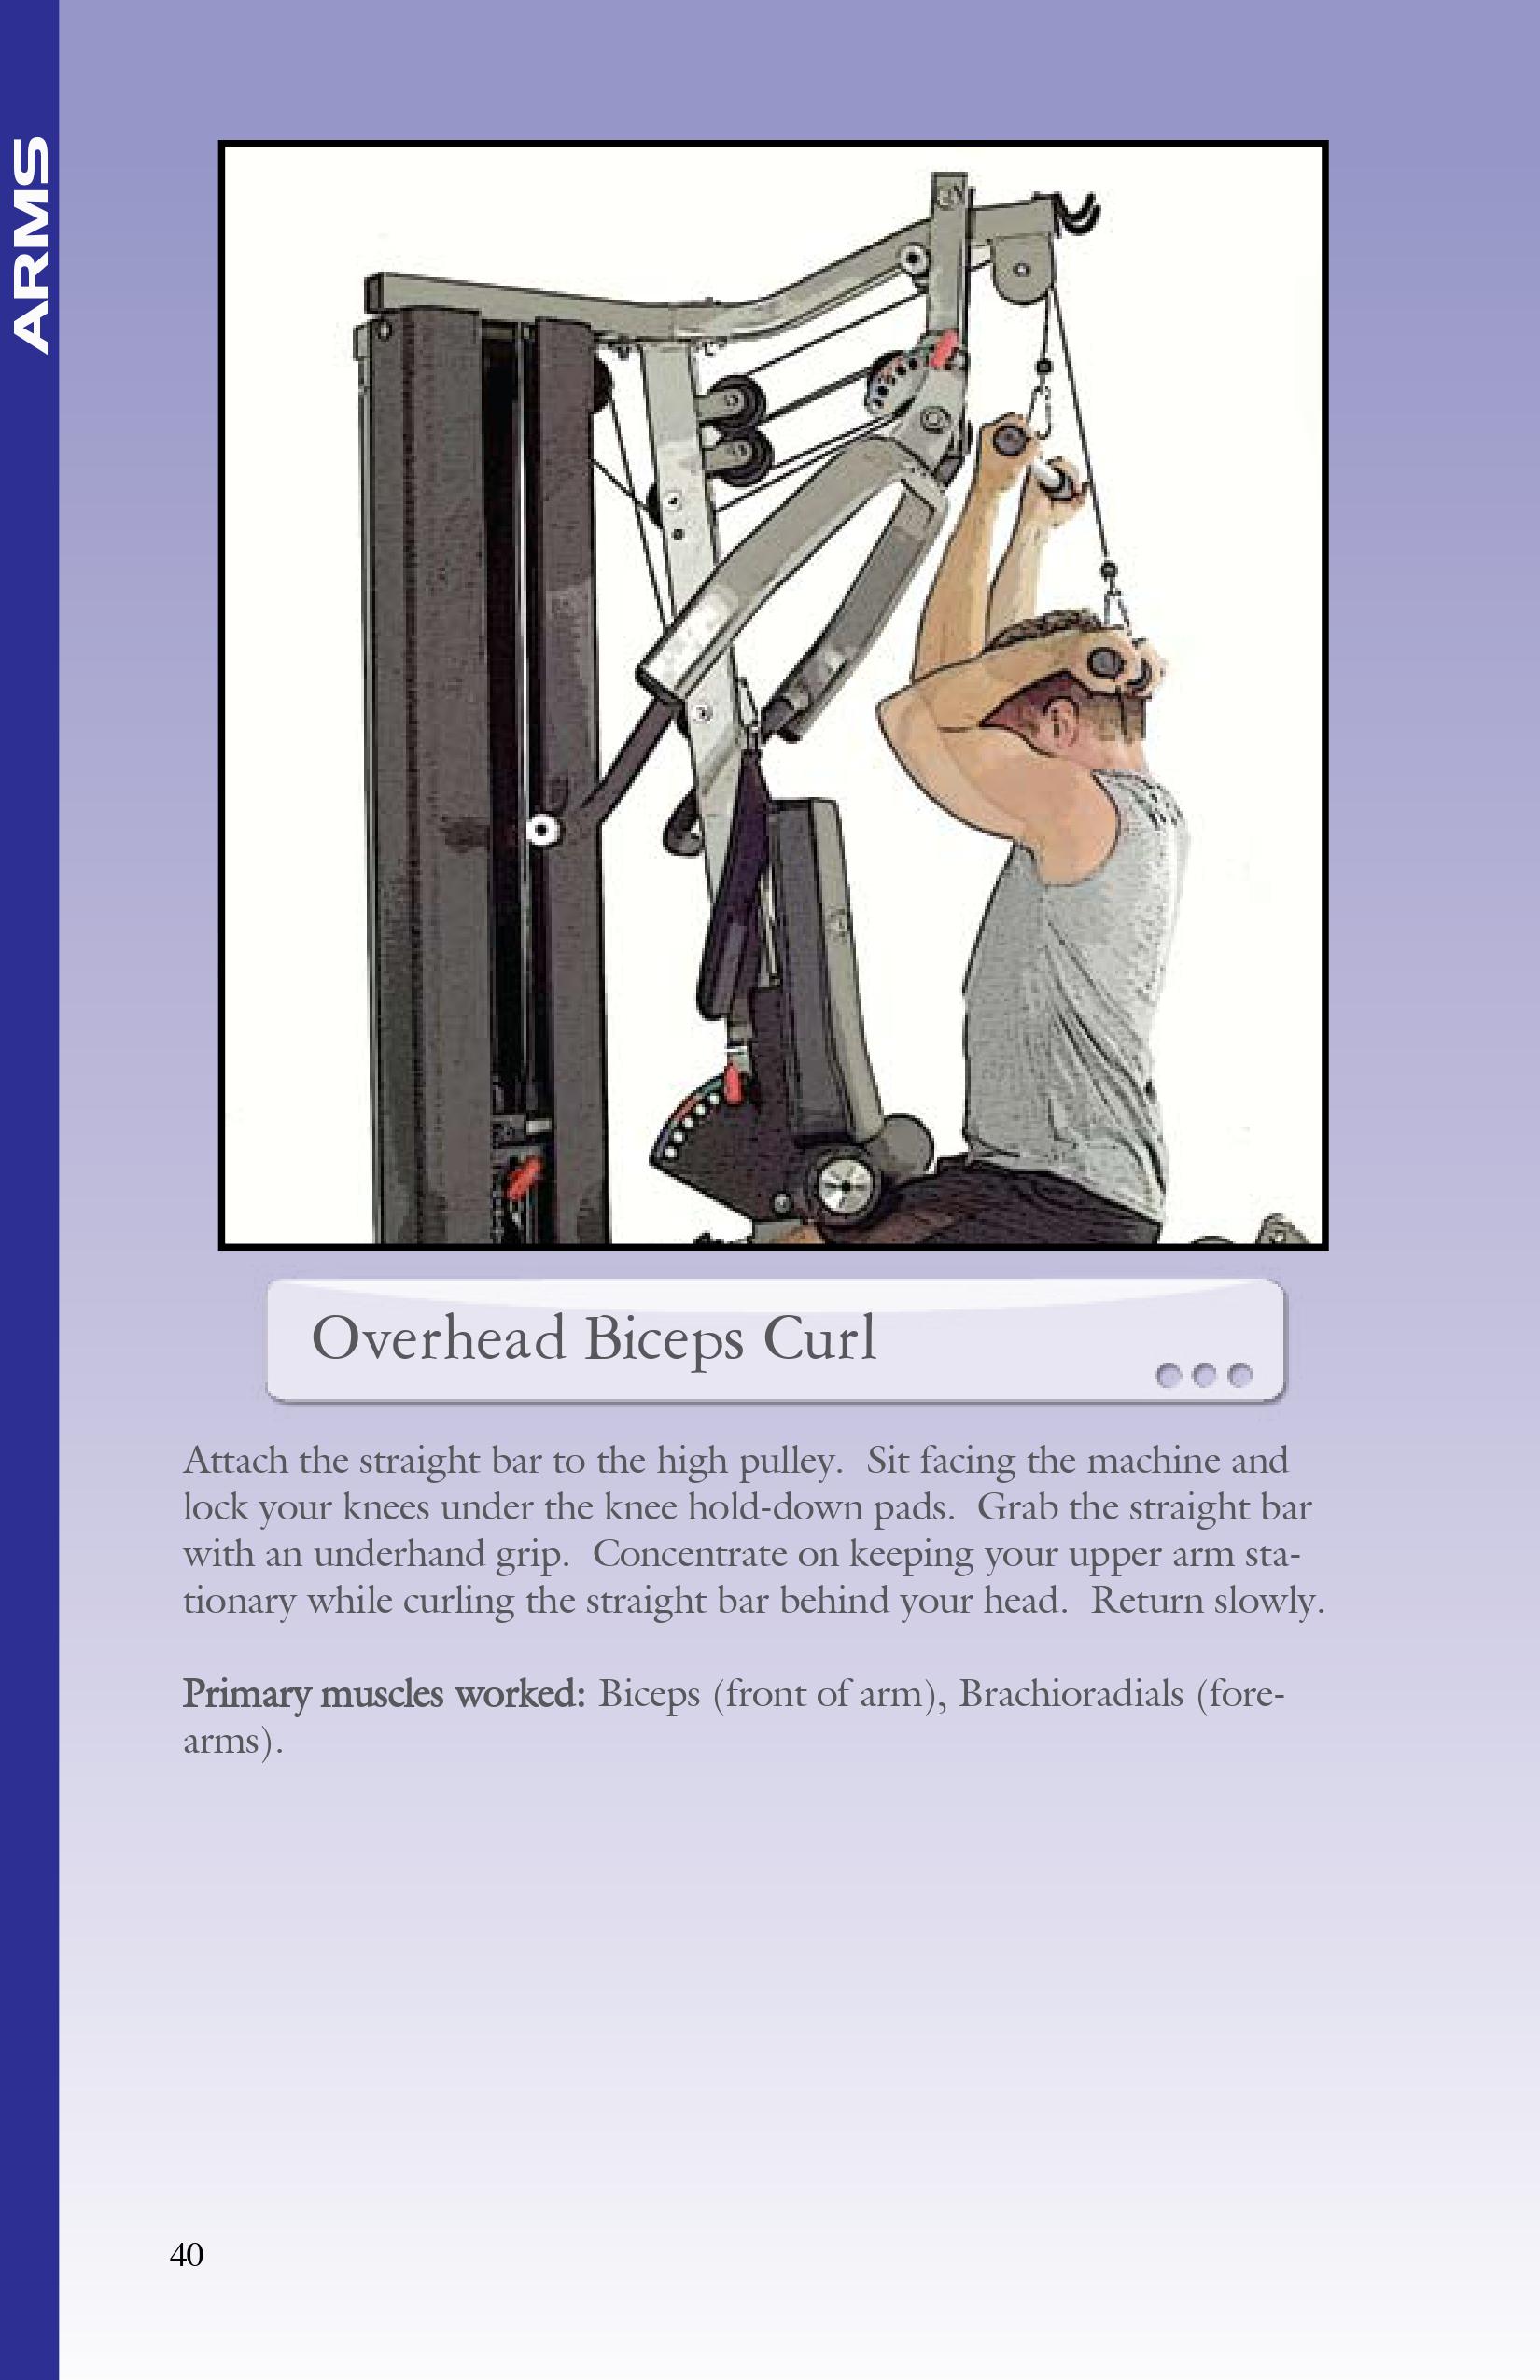 ARMS
Overhead Biceps Curl
Attach the straight bar to the high pulley.  Sit facing the machine and
lock your knees under the knee hold-down pads.  Grab the straight bar
with an underhand grip.  Concentrate on keeping your upper arm sta-
tionary while curling the straight bar behind your head.  Return slowly.
Primary muscles worked: Biceps (front of arm), Brachioradials (fore-
arms).
40